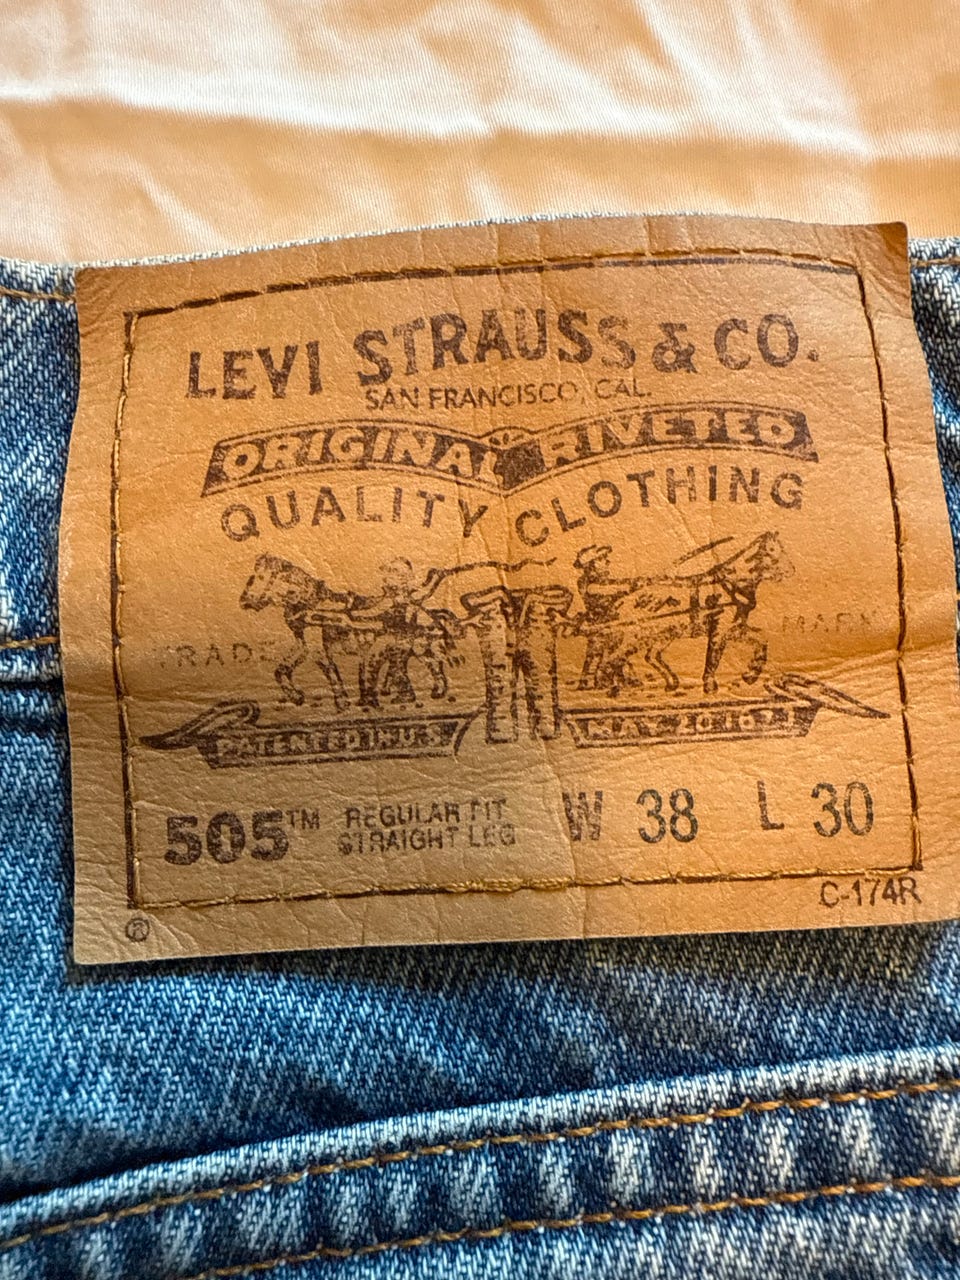 LEVI STRAUSS & CO.
SAN FRANCISCO, CAL.
ORIGINAL RIVETED
QUALITY CLOTHING
TRADE MARK
PATENTED IN U.S. MAY 20 1873
505™ REGULAR FIT STRAIGHT LEG W 38 L 30
C-174R
®